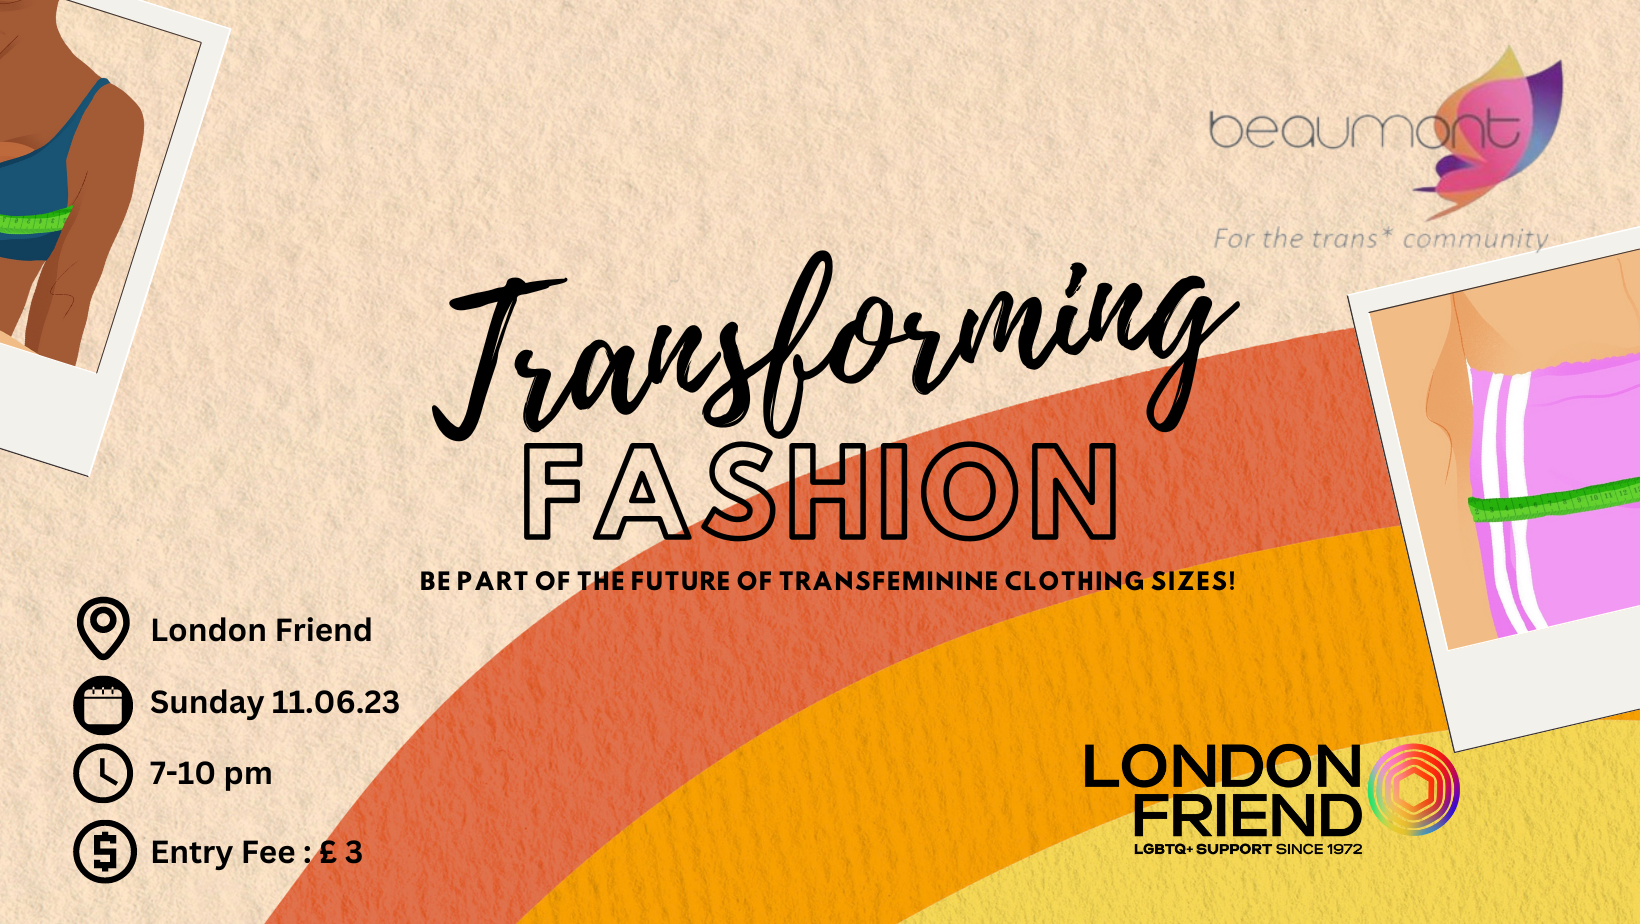 beaumont
For the trans* community
Transforming
FASHION
BE PART OF THE FUTURE OF TRANSFEMININE CLOTHING SIZES!
London Friend
Sunday 11.06.23
7-10 pm
Entry Fee : £ 3
LONDON
FRIEND
LGBTQ+ SUPPORT SINCE 1972